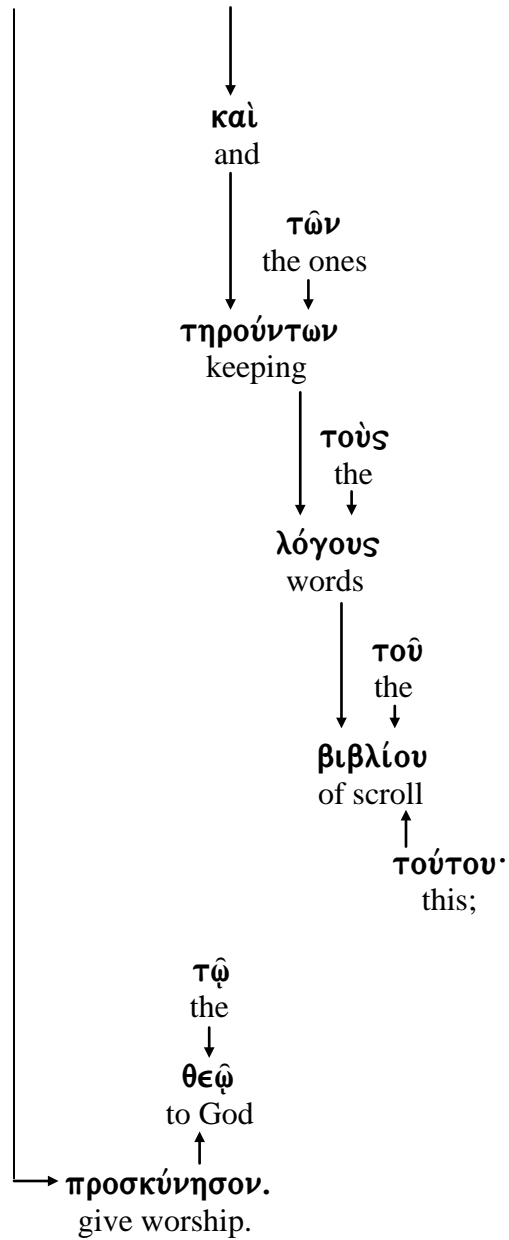 καὶ
and
τῶν
the ones
τηρούντων
keeping
τοὺς
the
λόγους
words
τοῦ
the
βιβλίου
of scroll
τούτου·
this;
τῷ
the
θεῷ
to God
προσκύνησον.
give worship.